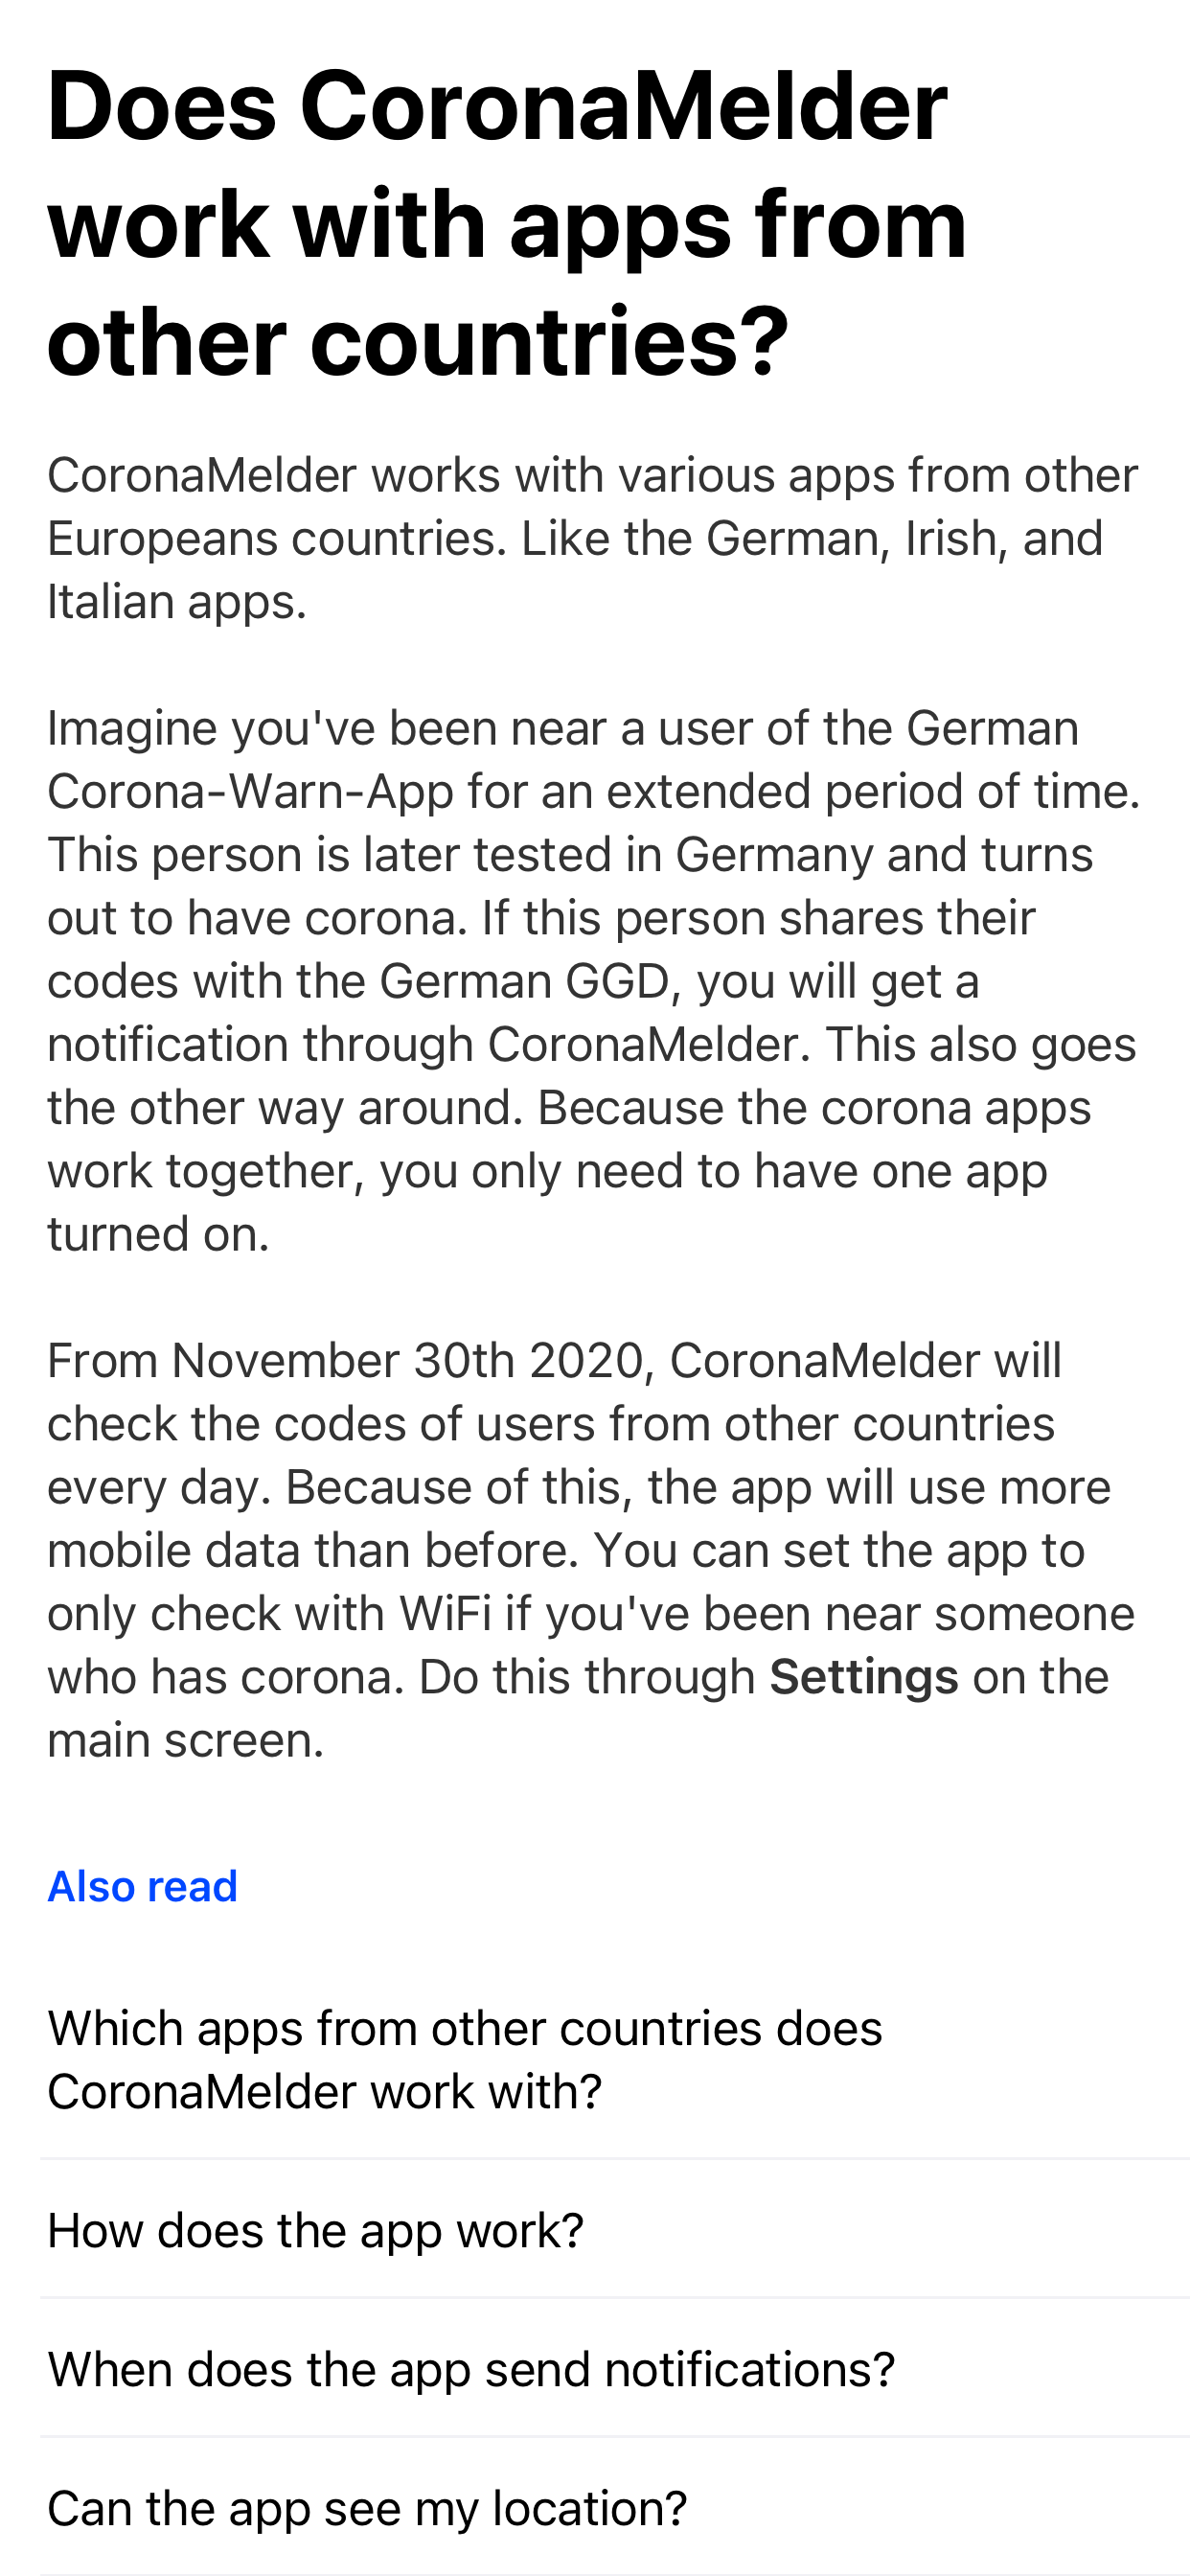 Does CoronaMelder
work with apps from
other countries?
CoronaMelder works with various apps from other
Europeans countries. Like the German, Irish, and
Italian apps.
Imagine you've been near a user of the German
Corona-Warn-App for an extended period of time.
This person is later tested in Germany and turns
out to have corona. If this person shares their
codes with the German GGD, you will get a
notification through CoronaMelder. This also goes
the other way around. Because the corona apps
work together, you only need to have one app
turned on.
From November 30th 2020, CoronaMelder will
check the codes of users from other countries
every day. Because of this, the app will use more
mobile data than before. You can set the app to
only check with WiFi if you've been near someone
who has corona. Do this through Settings on the
main screen.
Also read
Which apps from other countries does
CoronaMelder work with?
How does the app work?
When does the app send notifications?
Can the app see my location?